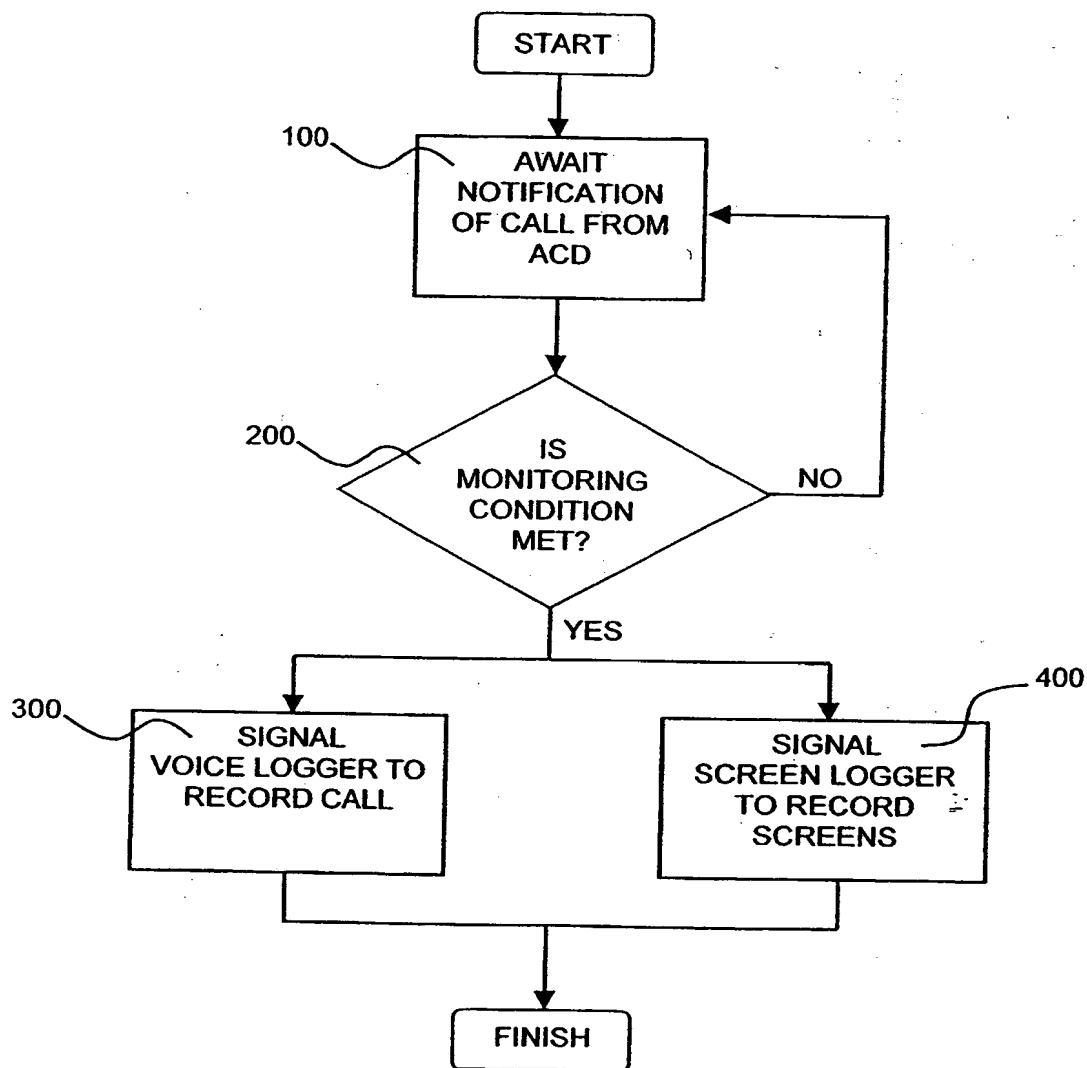 START
100
AWAIT
NOTIFICATION
OF CALL FROM
ACD
200
IS
MONITORING
CONDITION
MET?
NO
YES
300
SIGNAL
VOICE LOGGER TO
RECORD CALL
400
SIGNAL
SCREEN LOGGER
TO RECORD
SCREENS
FINISH